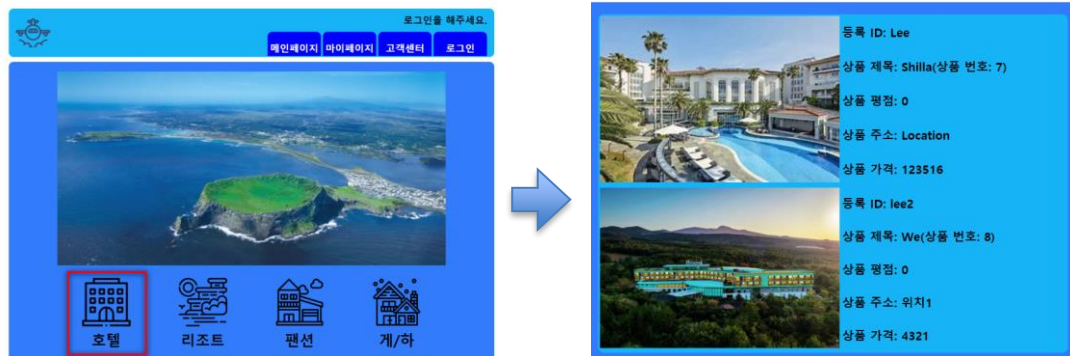 로그인을 해주세요.
메인페이지 마이페이지 고객센터 로그인
호텔 리조트 팬션 게/하
등록 ID: Lee
상품 제목: Shilla(상품 번호: 7)
상품 평점: 0
상품 주소: Location
상품 가격: 123516
등록 ID: lee2
상품 제목: We(상품 번호: 8)
상품 평점: 0
상품 주소: 위치1
상품 가격: 4321